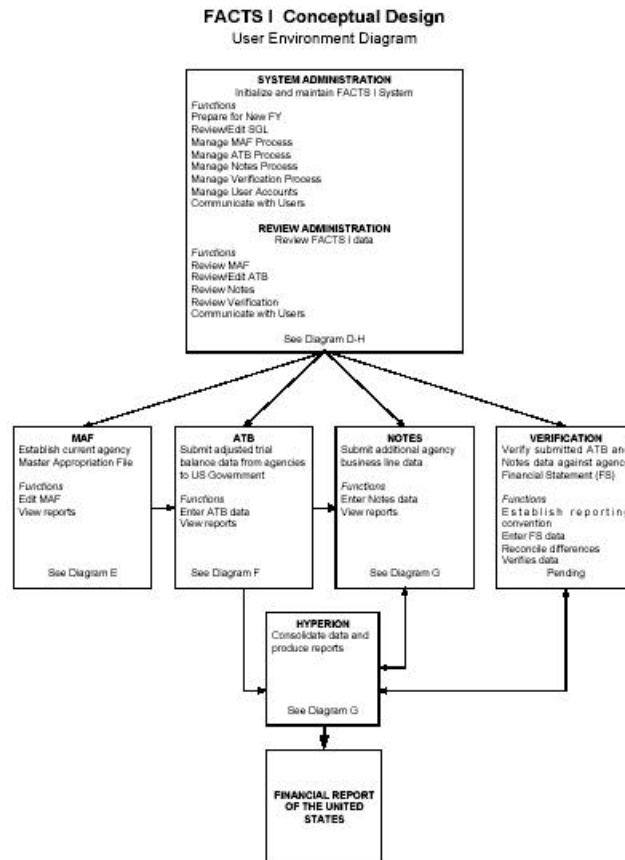 FACTS I Conceptual Design
User Environment Diagram
SYSTEM ADMINISTRATION
Initialize and maintain FACTS I System
Functions
Prepare for New FY
Review/Edit SGL
Manage MAF Process
Manage ATB Process
Manage Notes Process
Manage Verification Process
Manage User Accounts
Communicate with Users
REVIEW ADMINISTRATION
Review FACTS I data
Functions
Review MAF
Review/Edit ATB
Review Notes
Review Verification
Communicate with Users
See Diagram D-H
MAF
Establish current agency
Master Appropriation File
Functions
Edit MAF
View reports
See Diagram E
ATB
Submit adjusted trial
balance data from agencies
to US Government
Functions
Enter ATB data
View reports
See Diagram F
NOTES
Submit additional agency
business line data
Functions
Enter Notes data
View reports
See Diagram G
VERIFICATION
Verify submitted ATB and
Notes data against agency
Financial Statement (FS)
Functions
Establish reporting
convention
Enter FS data
Reconcile differences
Verifies data
Pending
HYPERION
Consolidate data and
produce reports
See Diagram G
FINANCIAL REPORT
OF THE UNITED
STATES